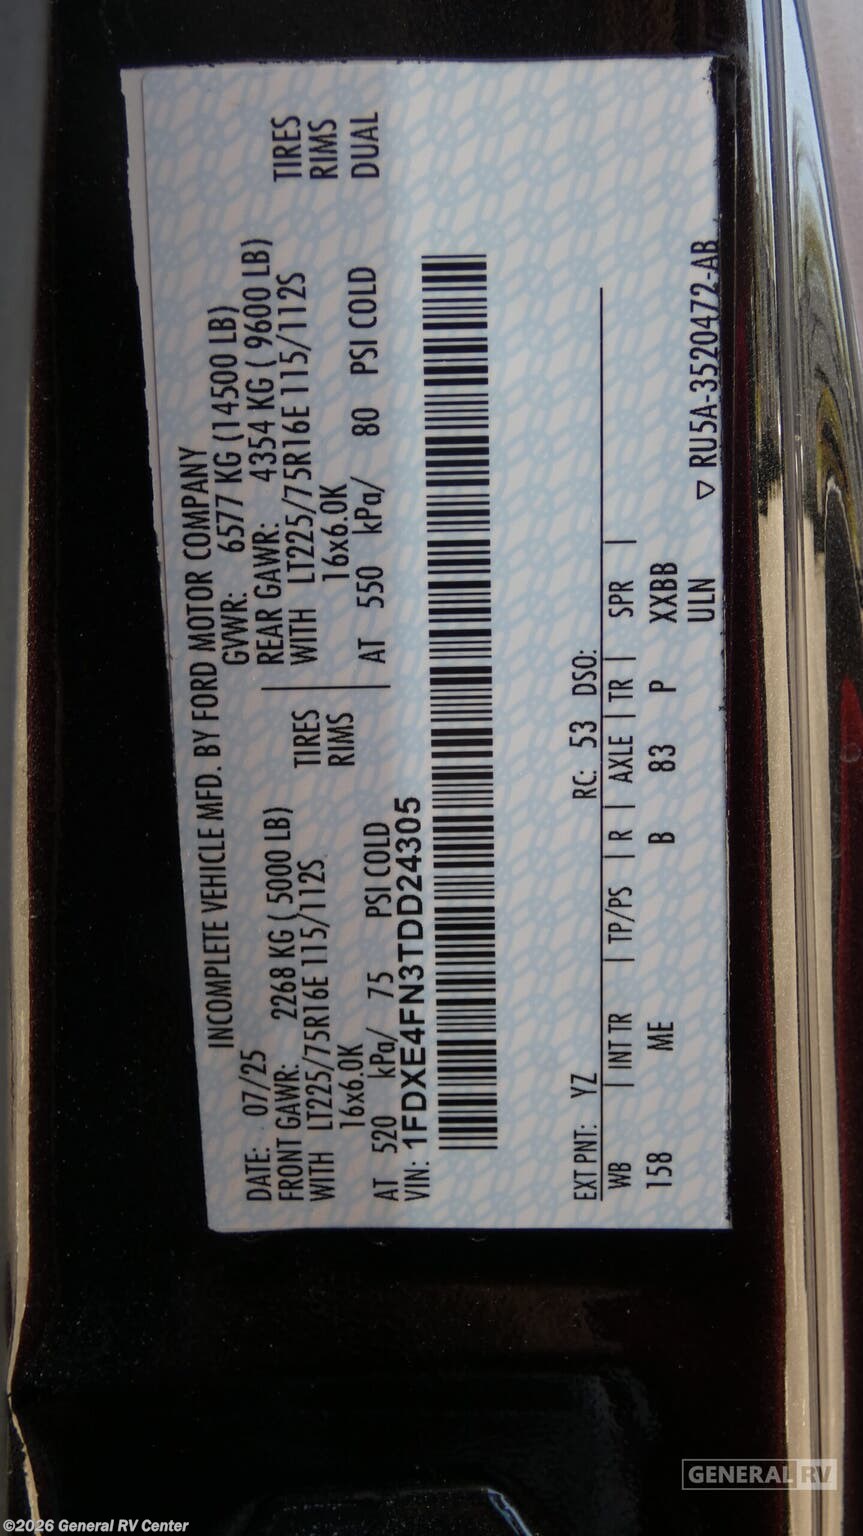 INCOMPLETE VEHICLE MFD. BY FORD MOTOR COMPANY
DATE: 07/25 GVWR: 6577 KG (14500 LB)
FRONT GAWR: 2268 KG ( 5000 LB) REAR GAWR: 4354 KG ( 9600 LB)
WITH LT225/75R16E 115/112S TIRES WITH LT225/75R16E 115/112S TIRES
16x6.0K RIMS 16x6.0K RIMS
AT 520 kPa/ 75 PSI COLD AT 550 kPa/ 80 PSI COLD DUAL
VIN: 1FDXE4FN3TDD24305
EXT PNT: YZ RC: 53 DSO:
WB | INT TR | TP/PS | R | AXLE | TR | SPR |
158 ME B 83 P XXBB
ULN
▽ RU5A-3520472-AB
GENERAL RV
©2026 General RV Center